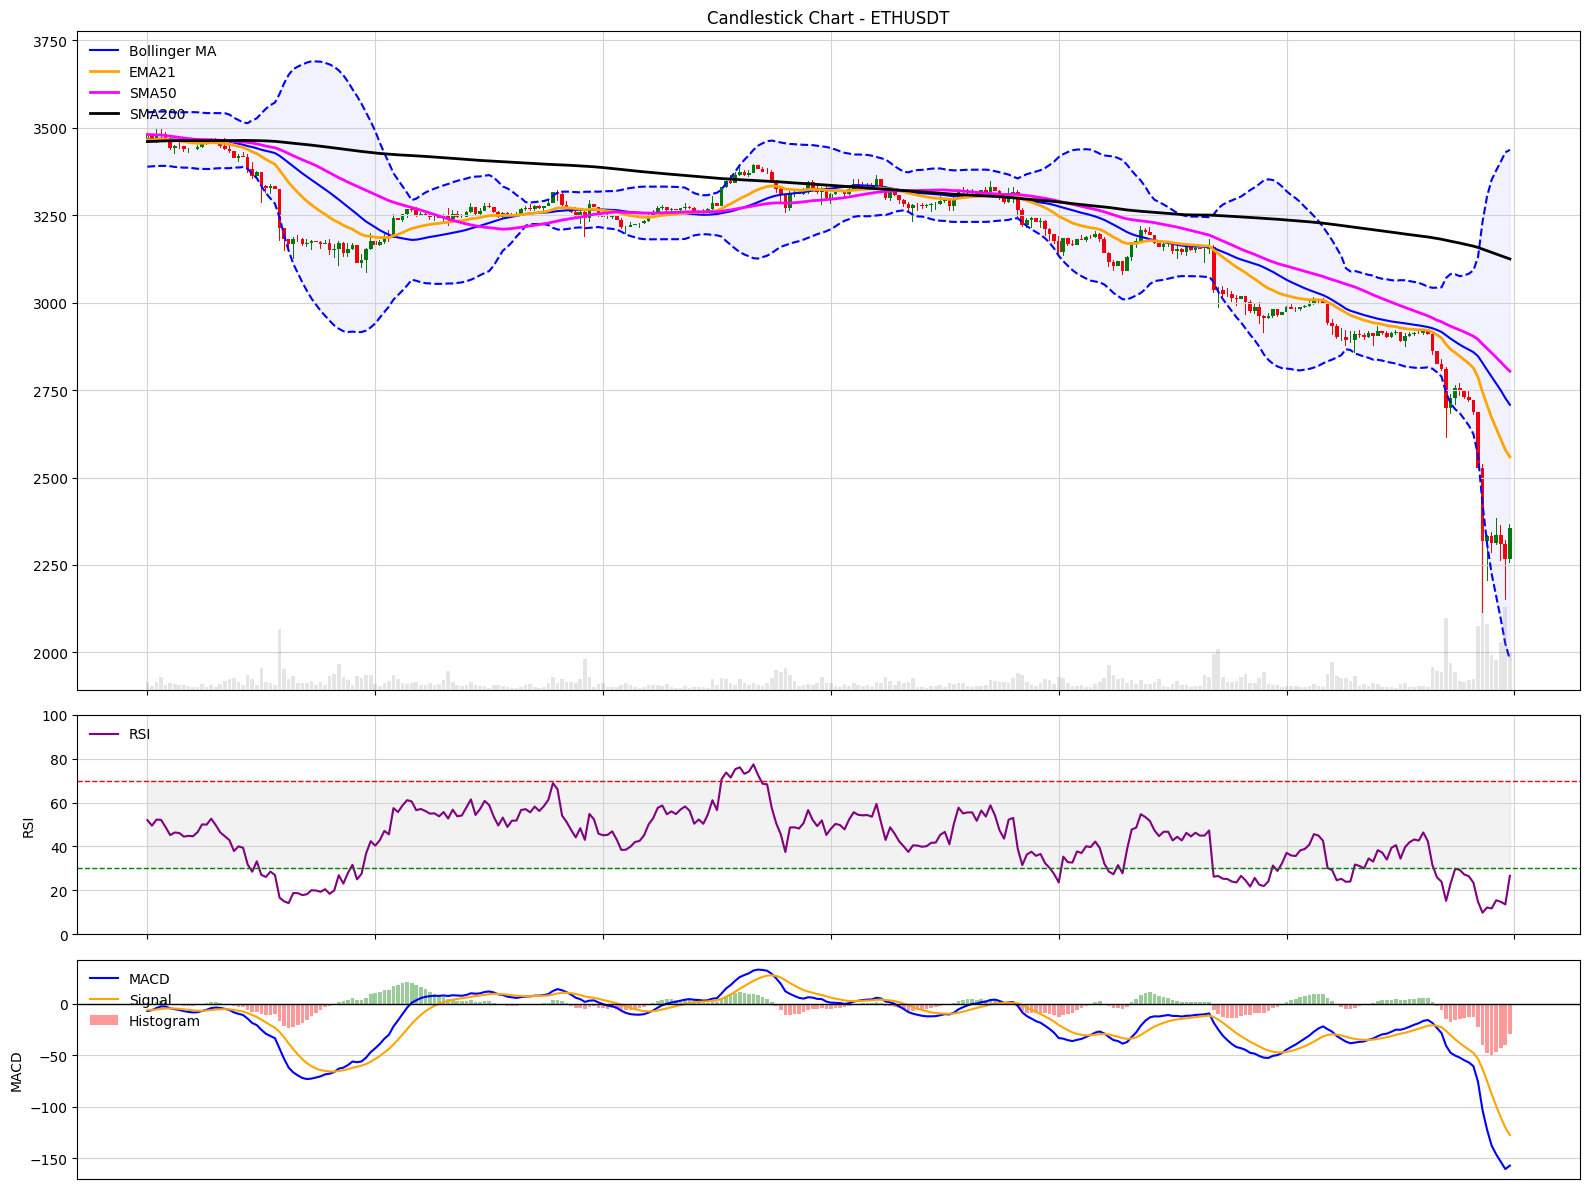 Candlestick Chart - ETHUSDT
3750
3500
3250
3000
2750
2500
2250
2000
Bollinger MA
EMA21
SMA50
SMA200
100
80
60
40
20
0
RSI
RSI
0
−50
−100
−150
MACD
MACD
Signal
Histogram